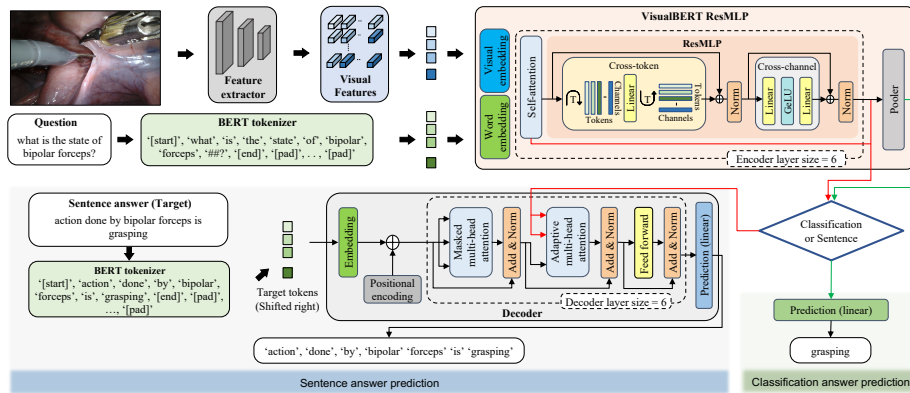 VisualBERT ResMLP
ResMLP
Feature
extractor
Visual
Features
Visual
embedding
Word
embedding
Self-attention
Cross-token
T
Tokens
Channels
Linear
T
Tokens
Channels
Norm
Cross-channel
Linear
GeLU
Linear
Norm
Pooler
Encoder layer size = 6
Question
what is the state of
bipolar forceps?
BERT tokenizer
‘[start]’, ‘what’, ‘is’, ‘the’, ‘state’, ‘of’, ‘bipolar’,
‘forceps’, ‘##?’, ‘[end]’, ‘[pad]’, . . , ‘[pad]’
Sentence answer (Target)
action done by bipolar forceps is
grasping
BERT tokenizer
‘[start]’, ‘action’, ‘done’, ‘by’, ‘bipolar’,
‘forceps’, ‘is’, ‘grasping’, ‘[end]’, ‘[pad]’,
…, ‘[pad]’
Target tokens
(Shifted right)
Embedding
Positional
encoding
Masked
multi-head
attention
Add & Norm
Adaptive
multi-head
attention
Add & Norm
Feed forward
Add & Norm
Prediction (linear)
Decoder layer size = 6
Decoder
Classification
or Sentence
Prediction (linear)
grasping
‘action’, ‘done’, ‘by’, ‘bipolar’ ‘forceps’ ‘is’ ‘grasping’
Sentence answer prediction
Classification answer prediction